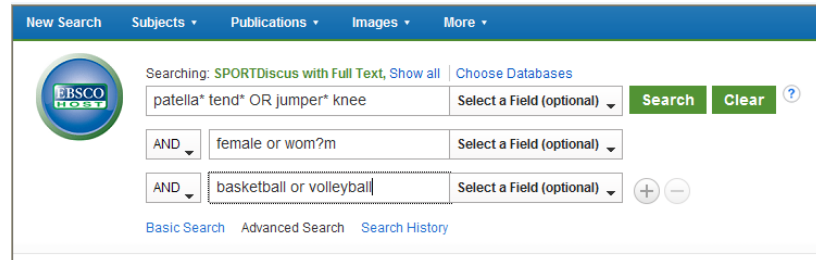 New Search Subjects Publications Images More
Searching: SPORTDiscus with Full Text, Show all Choose Databases
EBSCO
HOST
patella* tend* OR jumper* knee Select a Field (optional) Search Clear ?
AND female or wom?m Select a Field (optional)
AND basketball or volleyball Select a Field (optional)
Basic Search Advanced Search Search History